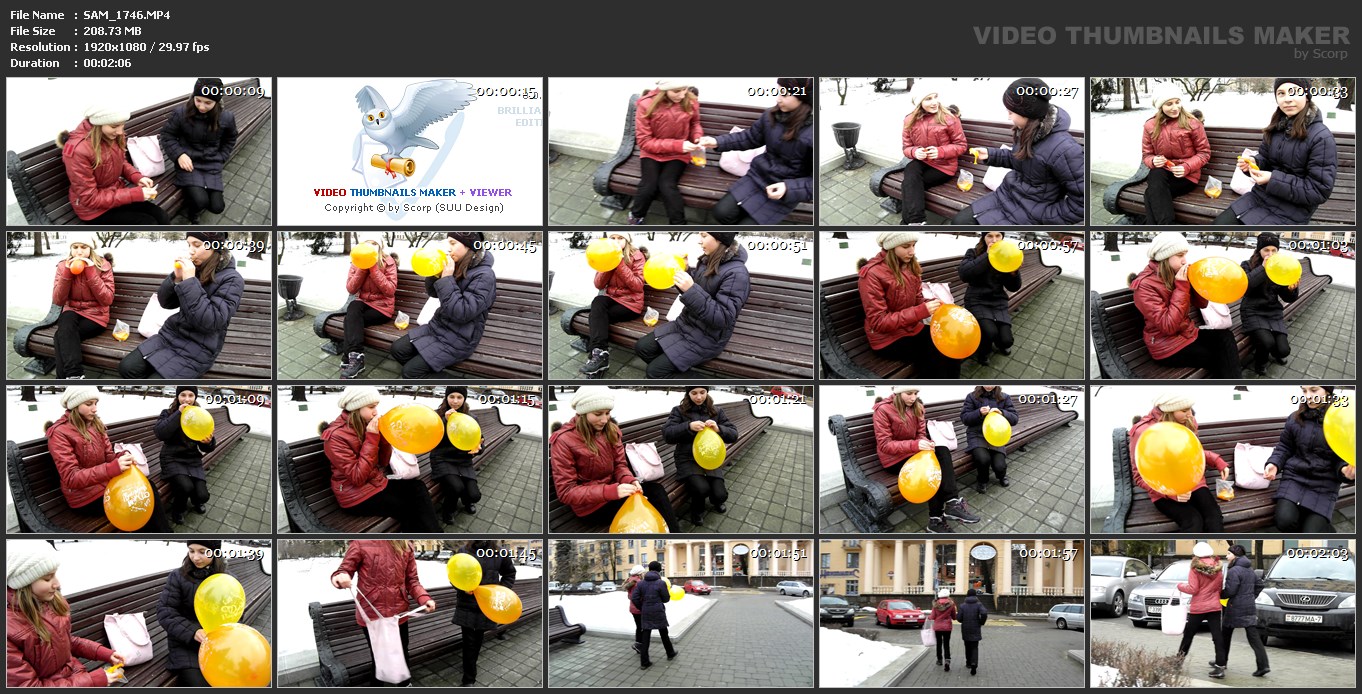 File Name : SAM_1746.MP4
File Size : 208.73 MB
Resolution : 1920x1080 / 29.97 fps
Duration : 00:02:06
VIDEO THUMBNAILS MAKER
by Scorp
00:00:09
00:00:15
BRILLIA
EDITI
VIDEO THUMBNAILS MAKER + VIEWER
Copyright © by Scorp (SUU Design)
00:00:21
00:00:27
00:00:33
00:00:39
00:00:45
00:00:51
00:00:57
00:01:03
00:01:09
00:01:15
00:01:21
00:01:27
00:01:33
00:01:39
00:01:45
00:01:51
00:01:57
00:02:03
8777MA-7